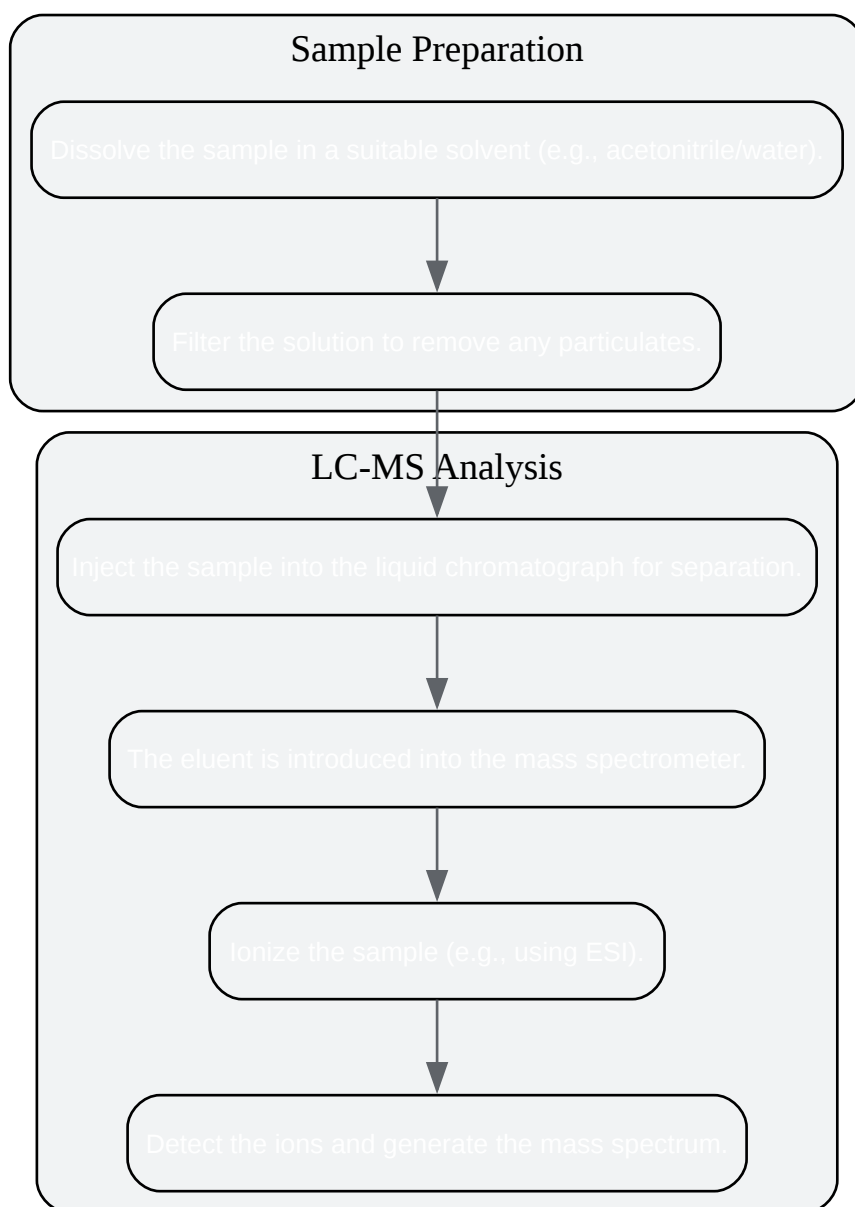 Sample Preparation
Dissolve the sample in a suitable solvent (e.g., acetonitrile/water).
Filter the solution to remove any particulates.
LC-MS Analysis
Inject the sample into the liquid chromatograph for separation.
The eluent is introduced into the mass spectrometer.
Ionize the sample (e.g., using ESI).
Detect the ions and generate the mass spectrum.